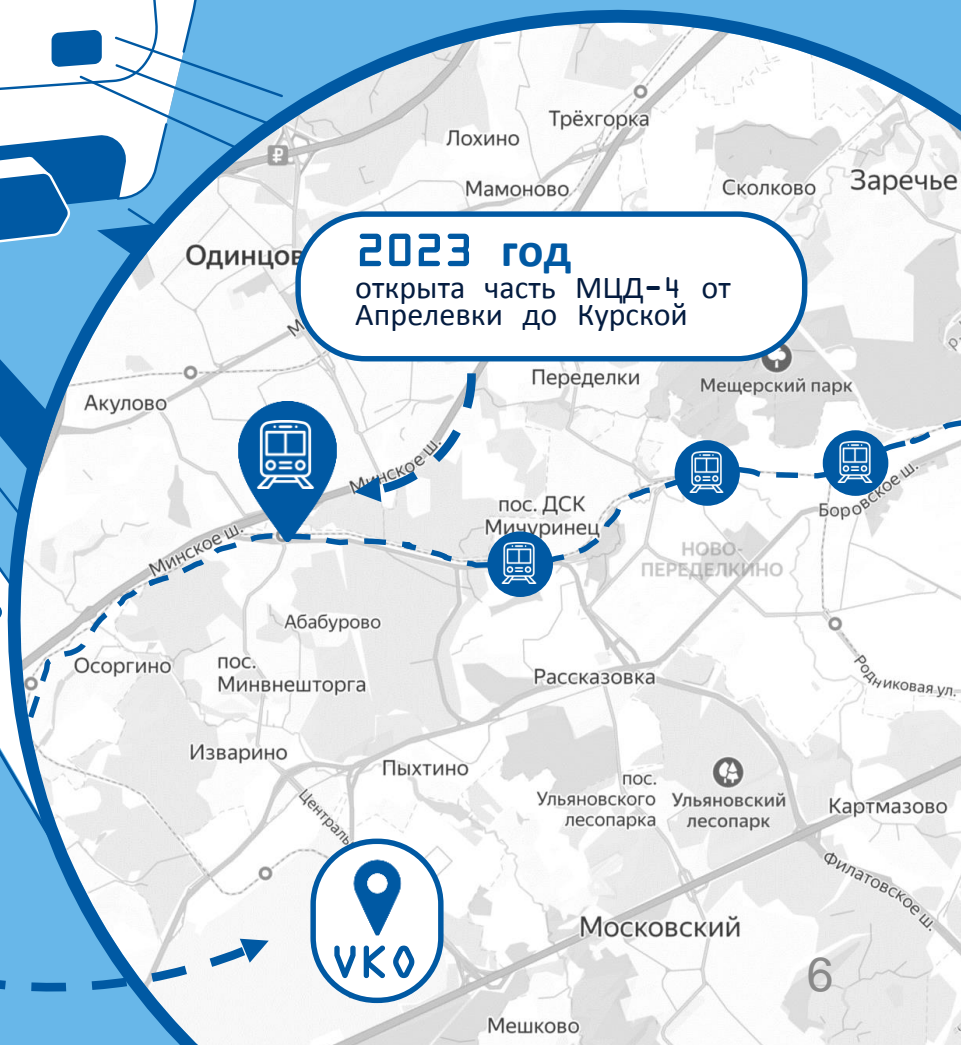 Трёхгорка
Лохино
₽
Мамоново
Сколково
Заречье
Одинцов
2023 год
открыта часть МЦД-4 от
Апрелевки до Курской
Переделки
Мещерский парк
Акулово
Минское ш.
Минское ш.
пос. ДСК
Мичуринец
Боровское ш.
НОВО-
ПЕРЕДЕЛКИНО
Абабурово
Осоргино
пос.
Минвнешторга
Рассказовка
Родниковая ул.
Изварино
Пыхтино
пос.
Ульяновского
лесопарка
Ульяновский
лесопарк
Картмазово
Централь
Филатовское ш.
VKO
Московский
6
Мешково